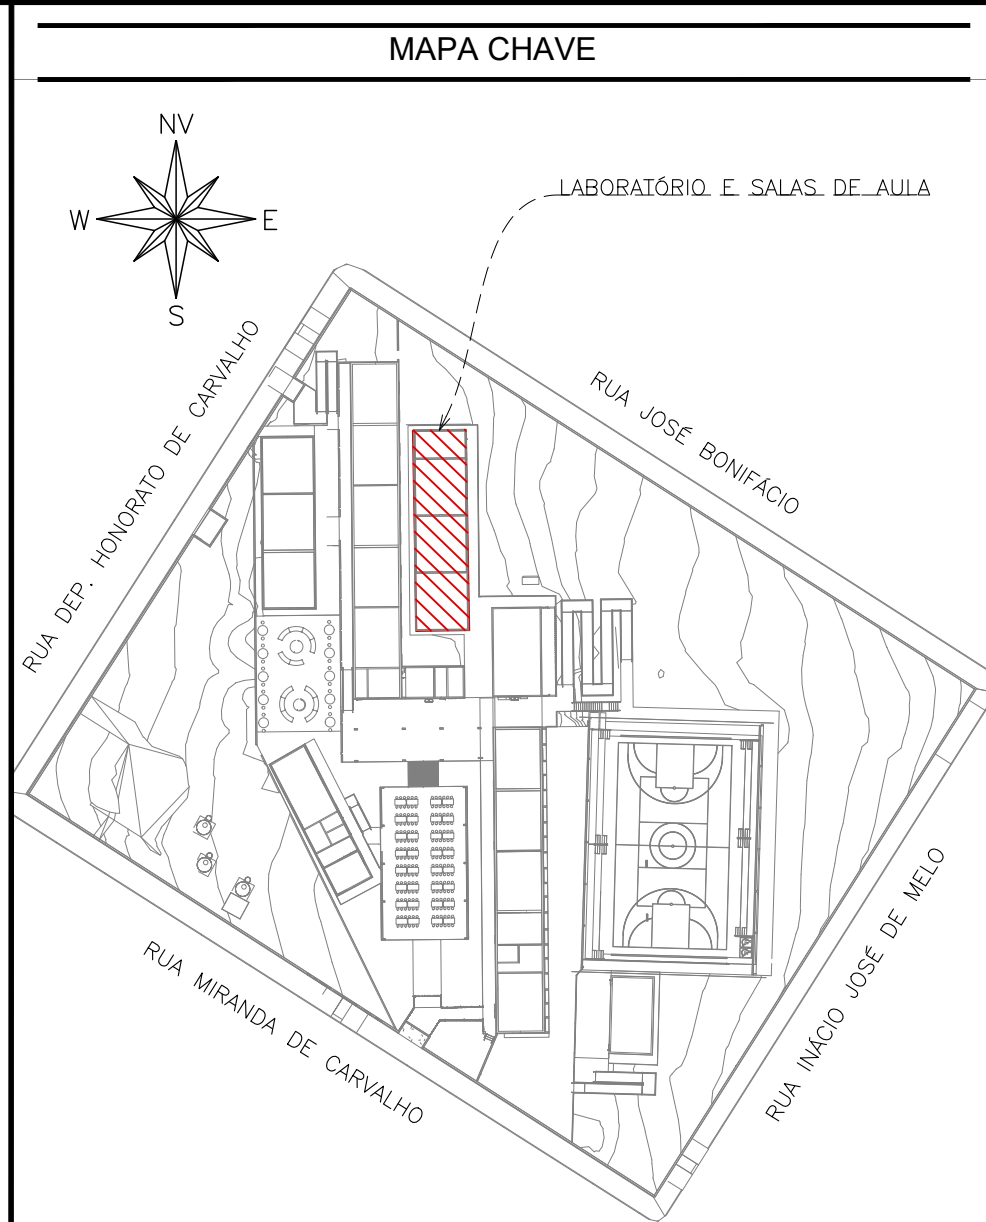 MAPA CHAVE
NV
W
E
S
LABORATÓRIO E SALAS DE AULA
RUA DEP. HONORATO DE CARVALHO
RUA JOSÉ BONIFÁCIO
RUA MIRANDA DE CARVALHO
RUA INÁCIO JOSÉ DE MELO